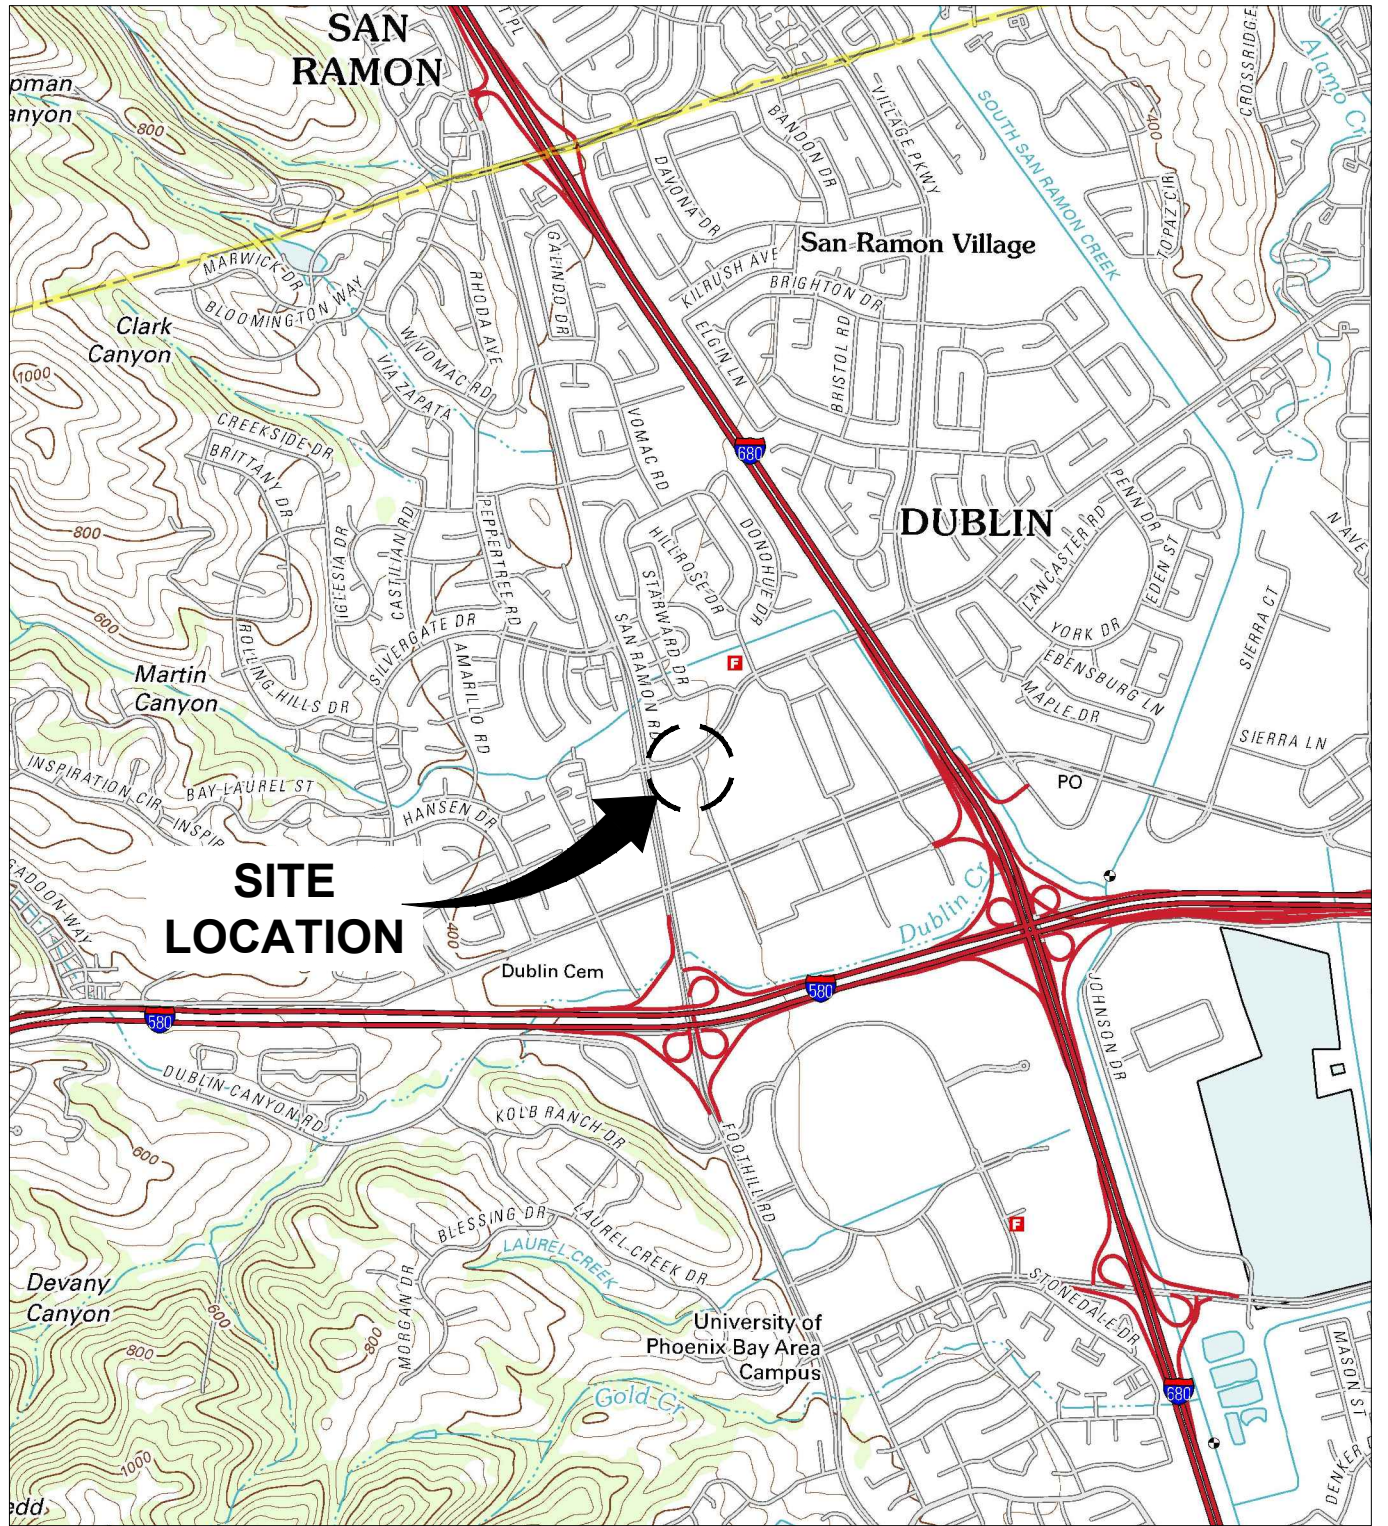 SAN
RAMON
T PL
pman
anyon
800
VILLAGE PKWY
BANDON DR
DAVONA DR
SOUTH SAN RAMON CREEK
CROSSRIDGE
Alamo Cr
400
TOPAZ CIR
San Ramon Village
MARWICK DR
BLOOMINGTON WAY
RHODA AVE
GALINDO DR
KILRUSH AVE
BRIGHTON DR
Clark
Canyon
1000
W VOMAC RD
VIA ZAPATA
ELGIN LN
BRISTOL RD
VOMAC RD
CREEKSIDE DR
BRITTANY DR
680
800
IGLESIA DR
CASTILIAN RD
PEPPERTREE RD
HILLROSE DR
DONOHUE DR
STARWARD DR
DUBLIN
PENN DR
LANCASTER RD
EDEN ST
N AVE
SIERRA CT
YORK DR
EBENSBURG LN
MAPLE DR
SIERRA LN
600
ROLLING HILLS DR
SILVERGATE DR
AMARILLO RD
SAN RAMON RD
F
Martin
Canyon
INSPIRATION CIR
BAY LAUREL ST
INSPIR
HANSEN DR
PO
SITE
LOCATION
GADOON WAY
400
Dublin Cr
Dublin Cem
580
580
JOHNSON DR
DUBLIN CANYON RD
KOLB RANCH DR
FOOTHILL RD
600
BLESSING DR
LAUREL CREEK DR
LAUREL CREEK
F
Devany
Canyon
600
800
MORGAN DR
800
STONEDALE DR
University of
Phoenix Bay Area
Campus
MASON ST
Gold Cr
680
1000
DENKER
edd